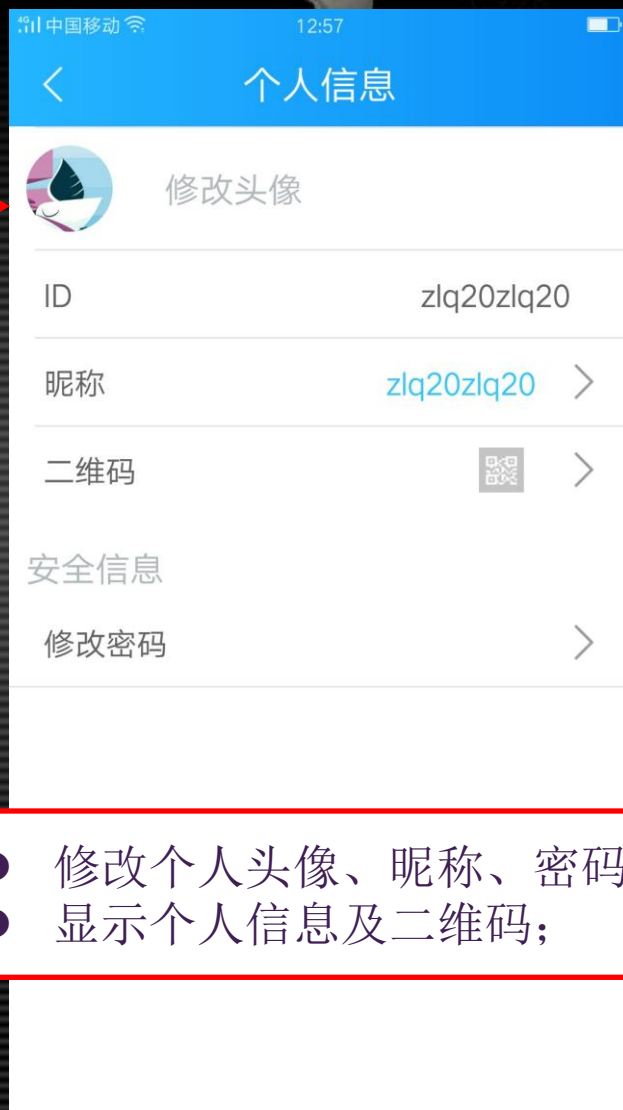 4G 中国移动 12:57
个人信息
修改头像
ID zlq20zlq20
昵称 zlq20zlq20
二维码
安全信息
修改密码
● 修改个人头像、昵称、密码
● 显示个人信息及二维码；